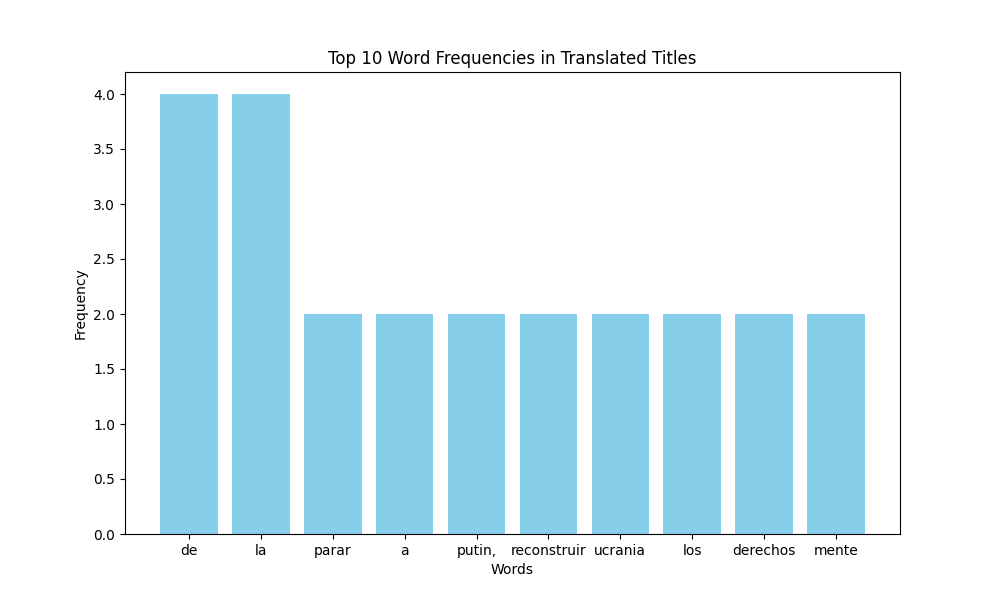 Top 10 Word Frequencies in Translated Titles
4.0
3.5
3.0
2.5
2.0
1.5
1.0
0.5
0.0
Frequency
de la parar a putin, reconstruir ucrania los derechos mente
Words